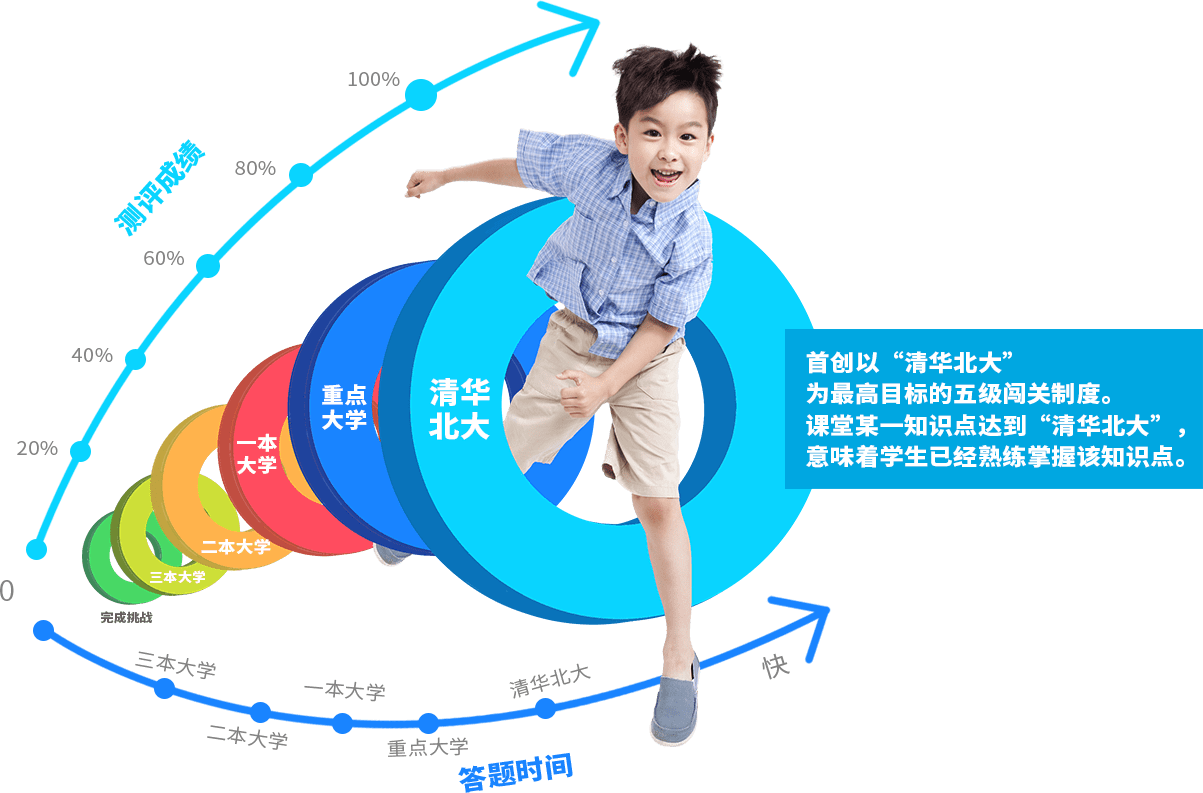 100%
测评成绩
80%
60%
40%
20%
0
清华
北大
重点
大学
一本
大学
二本大学
三本大学
完成挑战
首创以“清华北大”
为最高目标的五级闯关制度。
课堂某一知识点达到“清华北大”,
意味着学生已经熟练掌握该知识点。
三本大学
二本大学
一本大学
重点大学
清华北大
快
答题时间